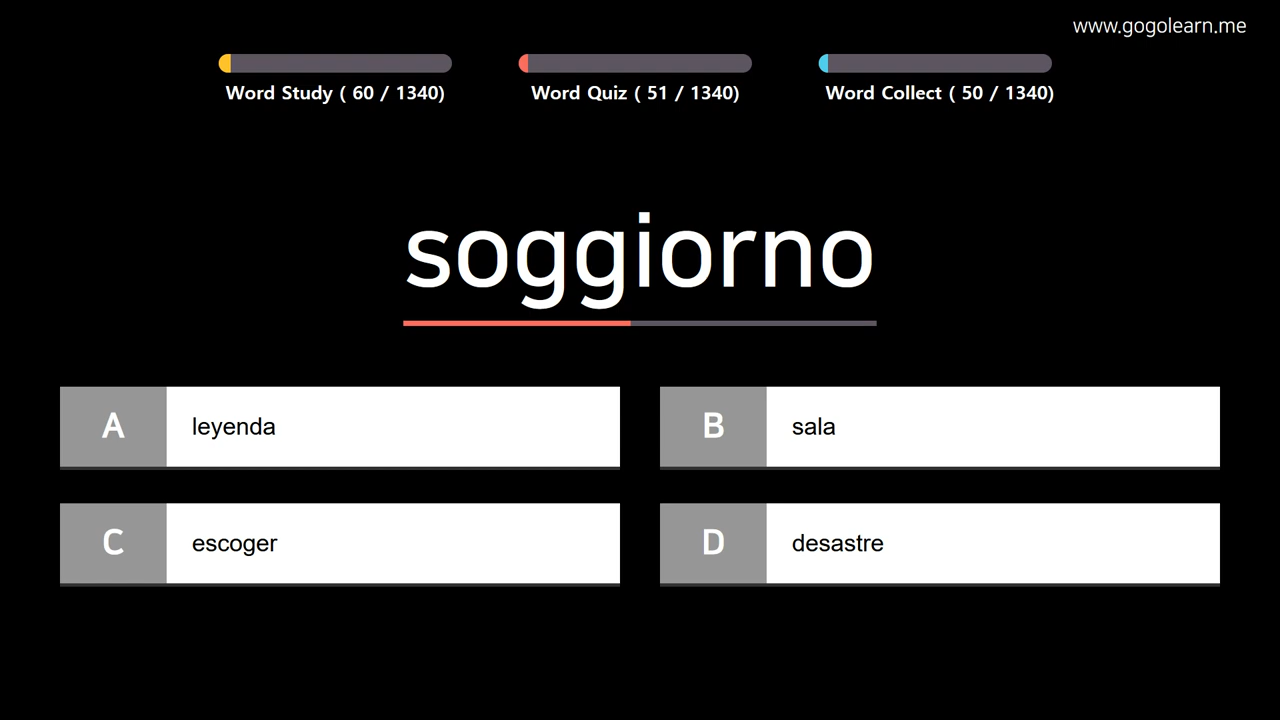 www.gogolearn.me
Word Study ( 60 / 1340)
Word Quiz ( 51 / 1340)
Word Collect ( 50 / 1340)
soggiorno
A leyenda
B sala
C escoger
D desastre